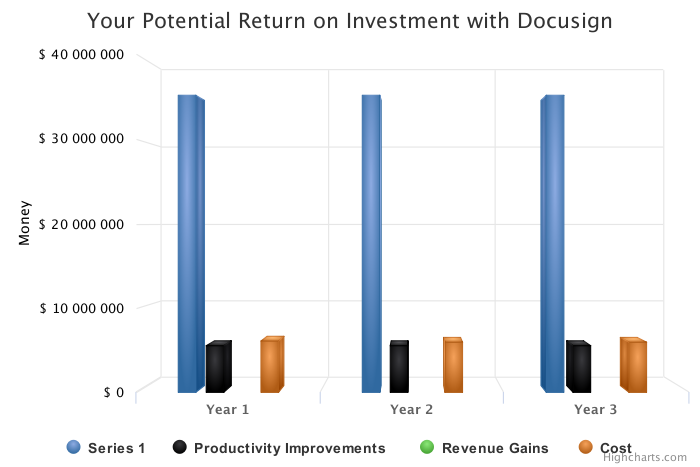 Your Potential Return on Investment with Docusign
$ 40 000 000
$ 30 000 000
$ 20 000 000
$ 10 000 000
$ 0
Money
Year 1 Year 2 Year 3
Series 1 Productivity Improvements Revenue Gains Cost
Highcharts.com